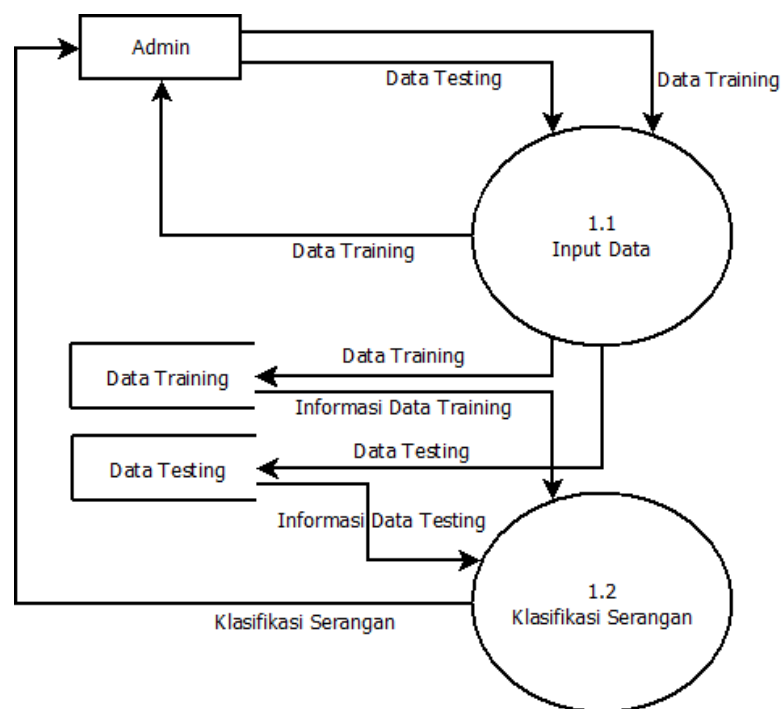 Admin
Data Testing
Data Training
1.1
Input Data
Data Training
Data Training
Data Training
Informasi Data Training
Data Testing
Data Testing
Informasi Data Testing
1.2
Klasifikasi Serangan
Klasifikasi Serangan